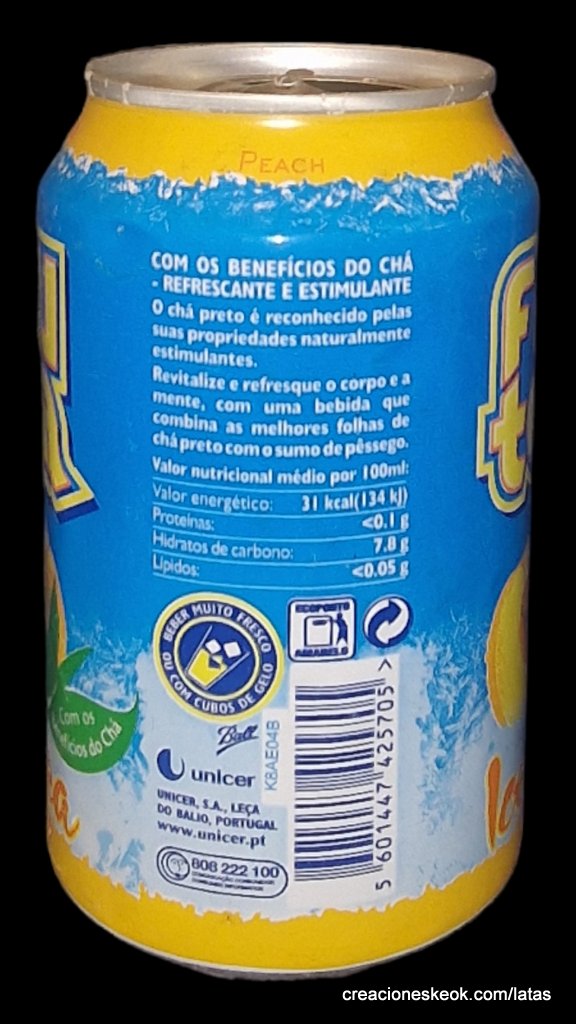 PEACH
COM OS BENEFÍCIOS DO CHÁ
- REFRESCANTE E ESTIMULANTE
O chá preto é reconhecido pelas
suas propriedades naturalmente
estimulantes.
Revitalize e refresque o corpo e a
mente, com uma bebida que
combina as melhores folhas de
chá preto com o sumo de pêssego.
Valor nutricional médio por 100ml:
Valor energético: 31 kcal(134 kJ)
Proteínas: <0.1 g
Hidratos de carbono: 7.8 g
Lípidos: <0.05 g
BEBER MUITO FRESCO
OU COM CUBOS DE GELO
ECOPONTO
AMARELO
Com os
Benefícios do Chá
Ball
K8AE04B
unicer
UNICER, S.A., LEÇA
DO BALIO, PORTUGAL
www.unicer.pt
808 222 100
5 601447 425705 >
creacioneskeok.com/latas